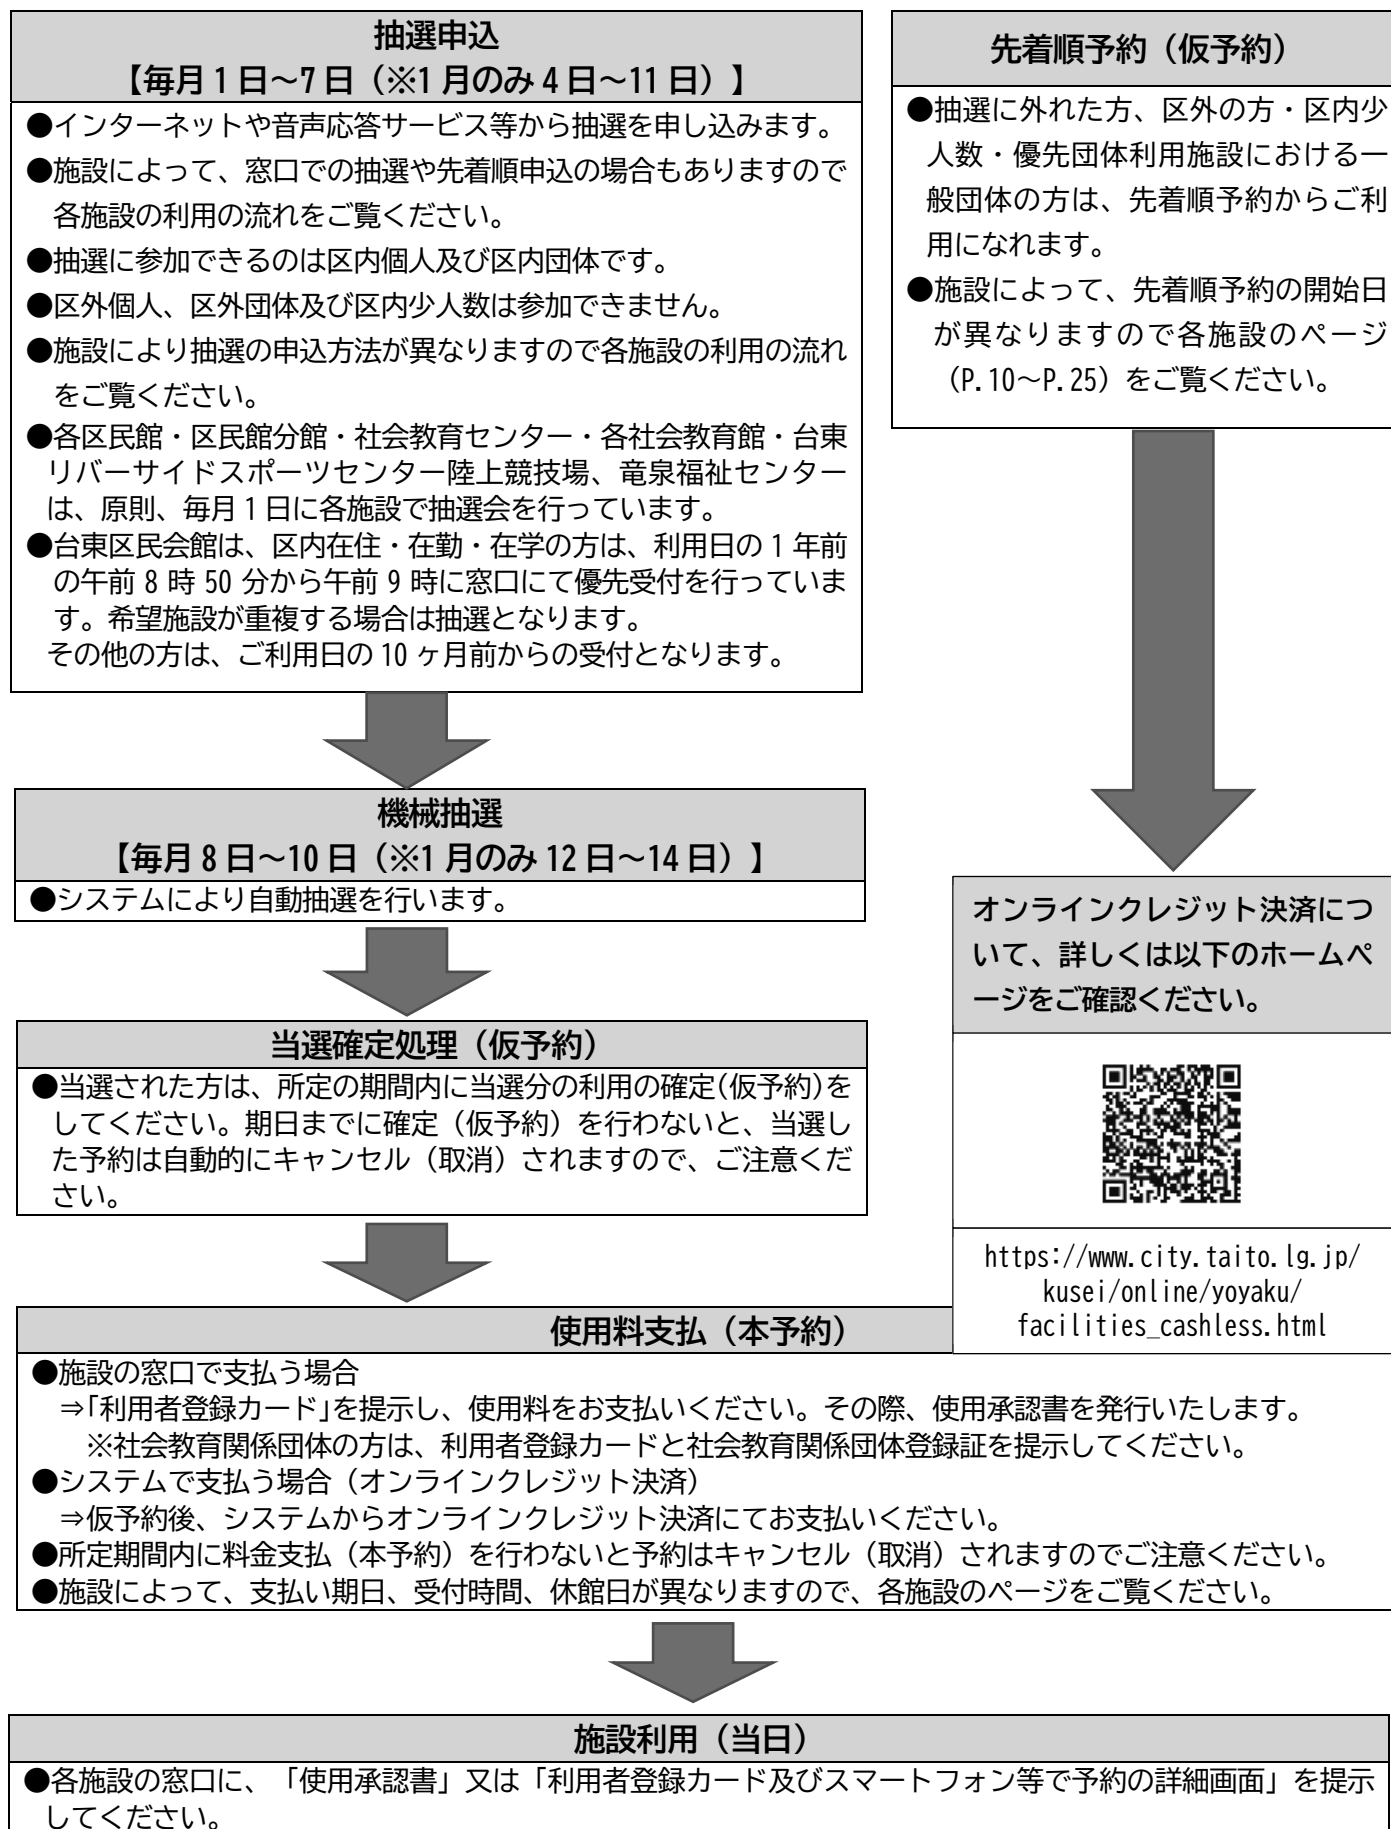 抽選申込
【毎月1日～7日（※1月のみ4日～11日）】
●インターネットや音声応答サービス等から抽選を申し込みます。
●施設によって、窓口での抽選や先着順申込の場合もありますので
各施設の利用の流れをご覧ください。
●抽選に参加できるのは区内個人及び区内団体です。
●区外個人、区外団体及び区内少人数は参加できません。
●施設により抽選の申込方法が異なりますので各施設の利用の流れ
をご覧ください。
●各区民館・区民館分館・社会教育センター・各社会教育館・台東
リバーサイドスポーツセンター陸上競技場、竜泉福祉センター
は、原則、毎月1日に各施設で抽選会を行っています。
●台東区民会館は、区内在住・在勤・在学の方は、利用日の1年前
の午前8時50分から午前9時に窓口にて優先受付を行っていま
す。希望施設が重複する場合は抽選となります。
その他の方は、ご利用日の10ヶ月前からの受付となります。
先着順予約（仮予約）
●抽選に外れた方、区外の方・区内少
人数・優先団体利用施設における一
般団体の方は、先着順予約からご利
用になれます。
●施設によって、先着順予約の開始日
が異なりますので各施設のページ
（P.10～P.25）をご覧ください。
機械抽選
【毎月8日～10日（※1月のみ12日～14日）】
●システムにより自動抽選を行います。
当選確定処理（仮予約）
●当選された方は、所定の期間内に当選分の利用の確定(仮予約)を
してください。期日までに確定（仮予約）を行わないと、当選し
た予約は自動的にキャンセル（取消）されますので、ご注意くだ
さい。
オンラインクレジット決済につ
いて、詳しくは以下のホームペ
ージをご確認ください。
https://www.city.taito.lg.jp/
kusei/online/yoyaku/
facilities_cashless.html
使用料支払（本予約）
●施設の窓口で支払う場合
⇒「利用者登録カード」を提示し、使用料をお支払いください。その際、使用承認書を発行いたします。
※社会教育関係団体の方は、利用者登録カードと社会教育関係団体登録証を提示してください。
●システムで支払う場合（オンラインクレジット決済）
⇒仮予約後、システムからオンラインクレジット決済にてお支払いください。
●所定期間内に料金支払（本予約）を行わないと予約はキャンセル（取消）されますのでご注意ください。
●施設によって、支払い期日、受付時間、休館日が異なりますので、各施設のページをご覧ください。
施設利用（当日）
●各施設の窓口に、「使用承認書」又は「利用者登録カード及びスマートフォン等で予約の詳細画面」を提示
してください。